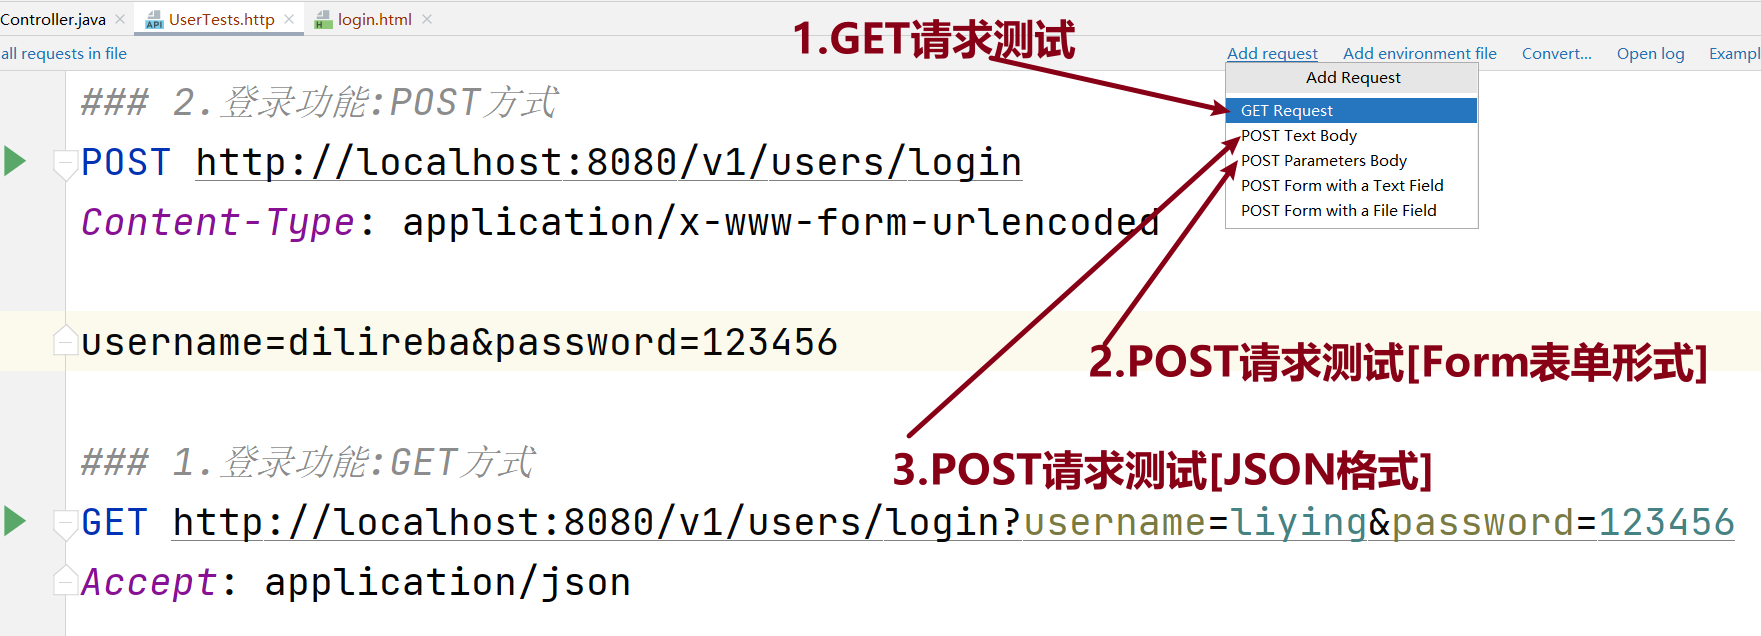 Controller.java
API
UserTests.http
H
login.html
1.GET请求测试
all requests in file
Add request
Add environment file
Convert...
Open log
Exampl
Add Request
GET Request
POST Text Body
POST Parameters Body
POST Form with a Text Field
POST Form with a File Field
### 2.登录功能:POST方式
POST http://localhost:8080/v1/users/login
Content-Type: application/x-www-form-urlencoded
username=dilireba&password=123456
2.POST请求测试[Form表单形式]
### 1.登录功能:GET方式
3.POST请求测试[JSON格式]
GET http://localhost:8080/v1/users/login?username=liying&password=123456
Accept: application/json